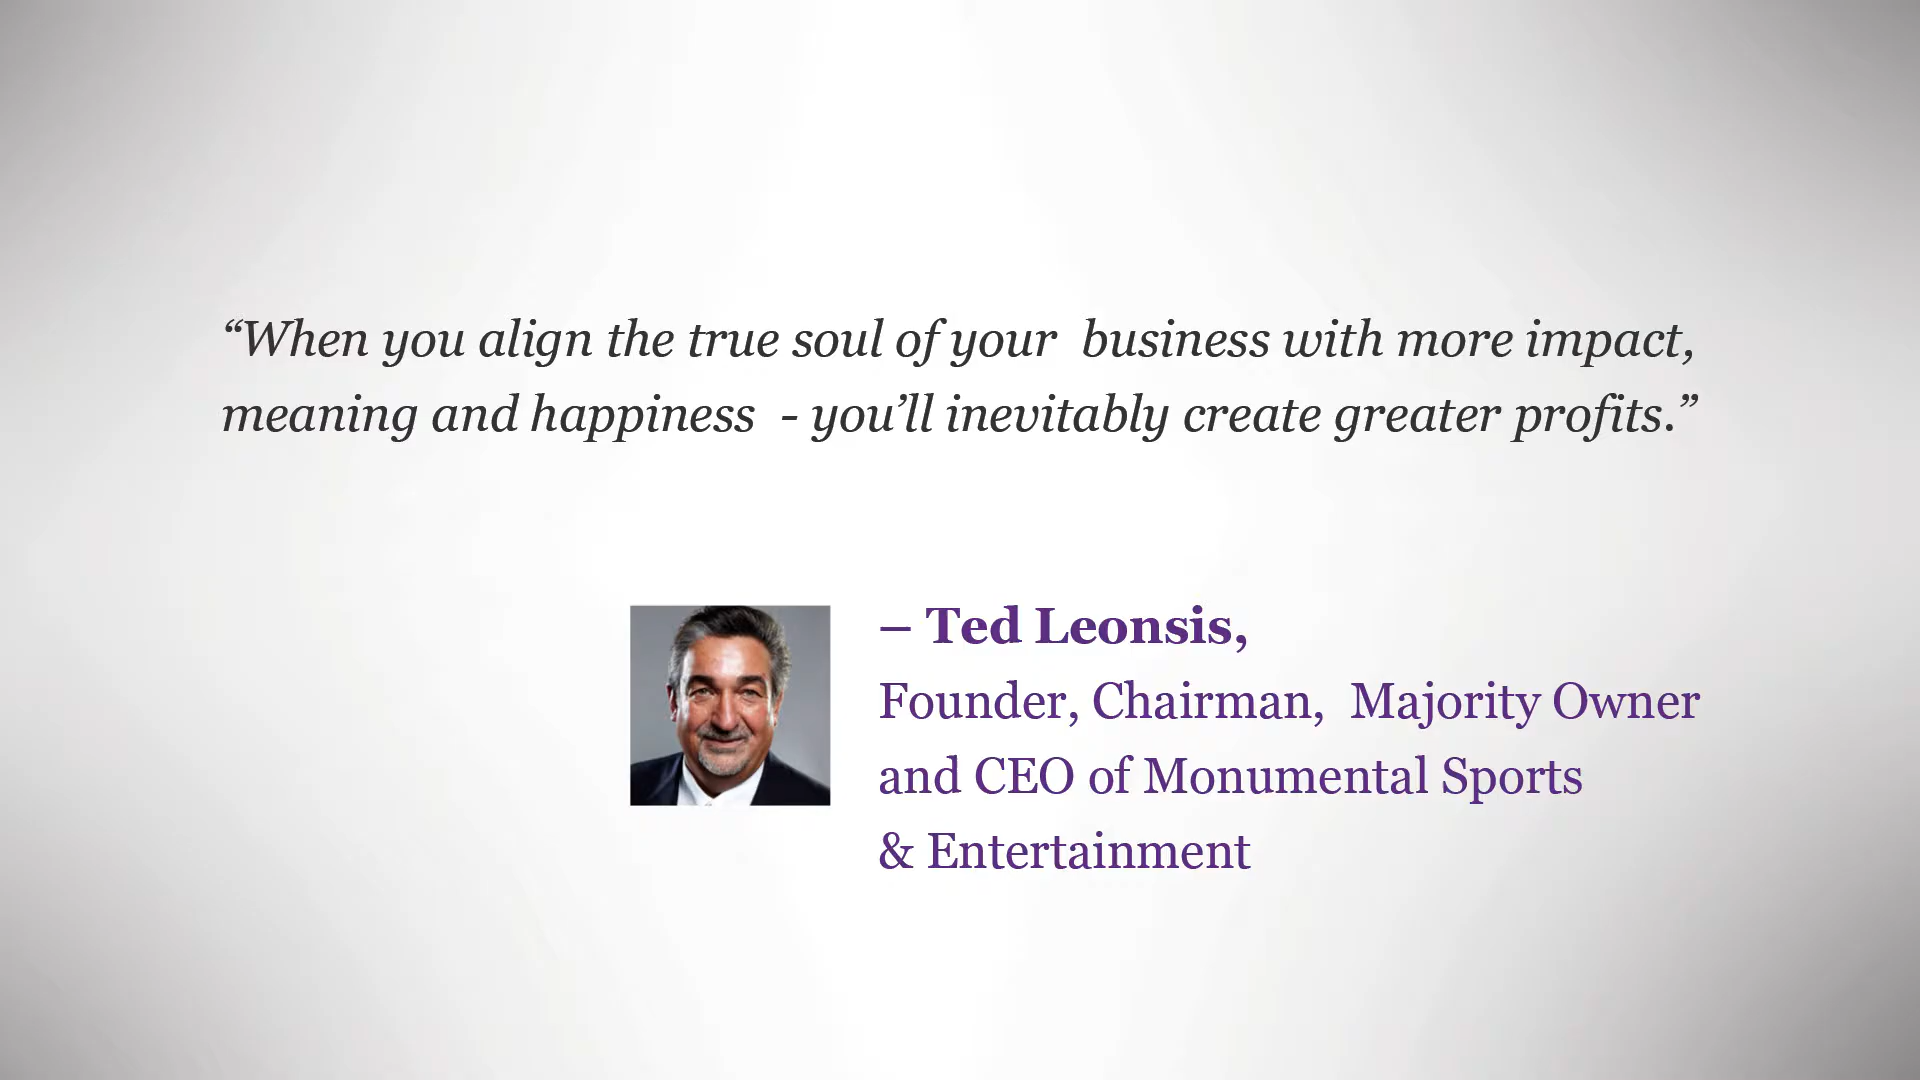 “When you align the true soul of your  business with more impact,
meaning and happiness  - you’ll inevitably create greater profits.”
– Ted Leonsis,
Founder, Chairman,  Majority Owner
and CEO of Monumental Sports
& Entertainment